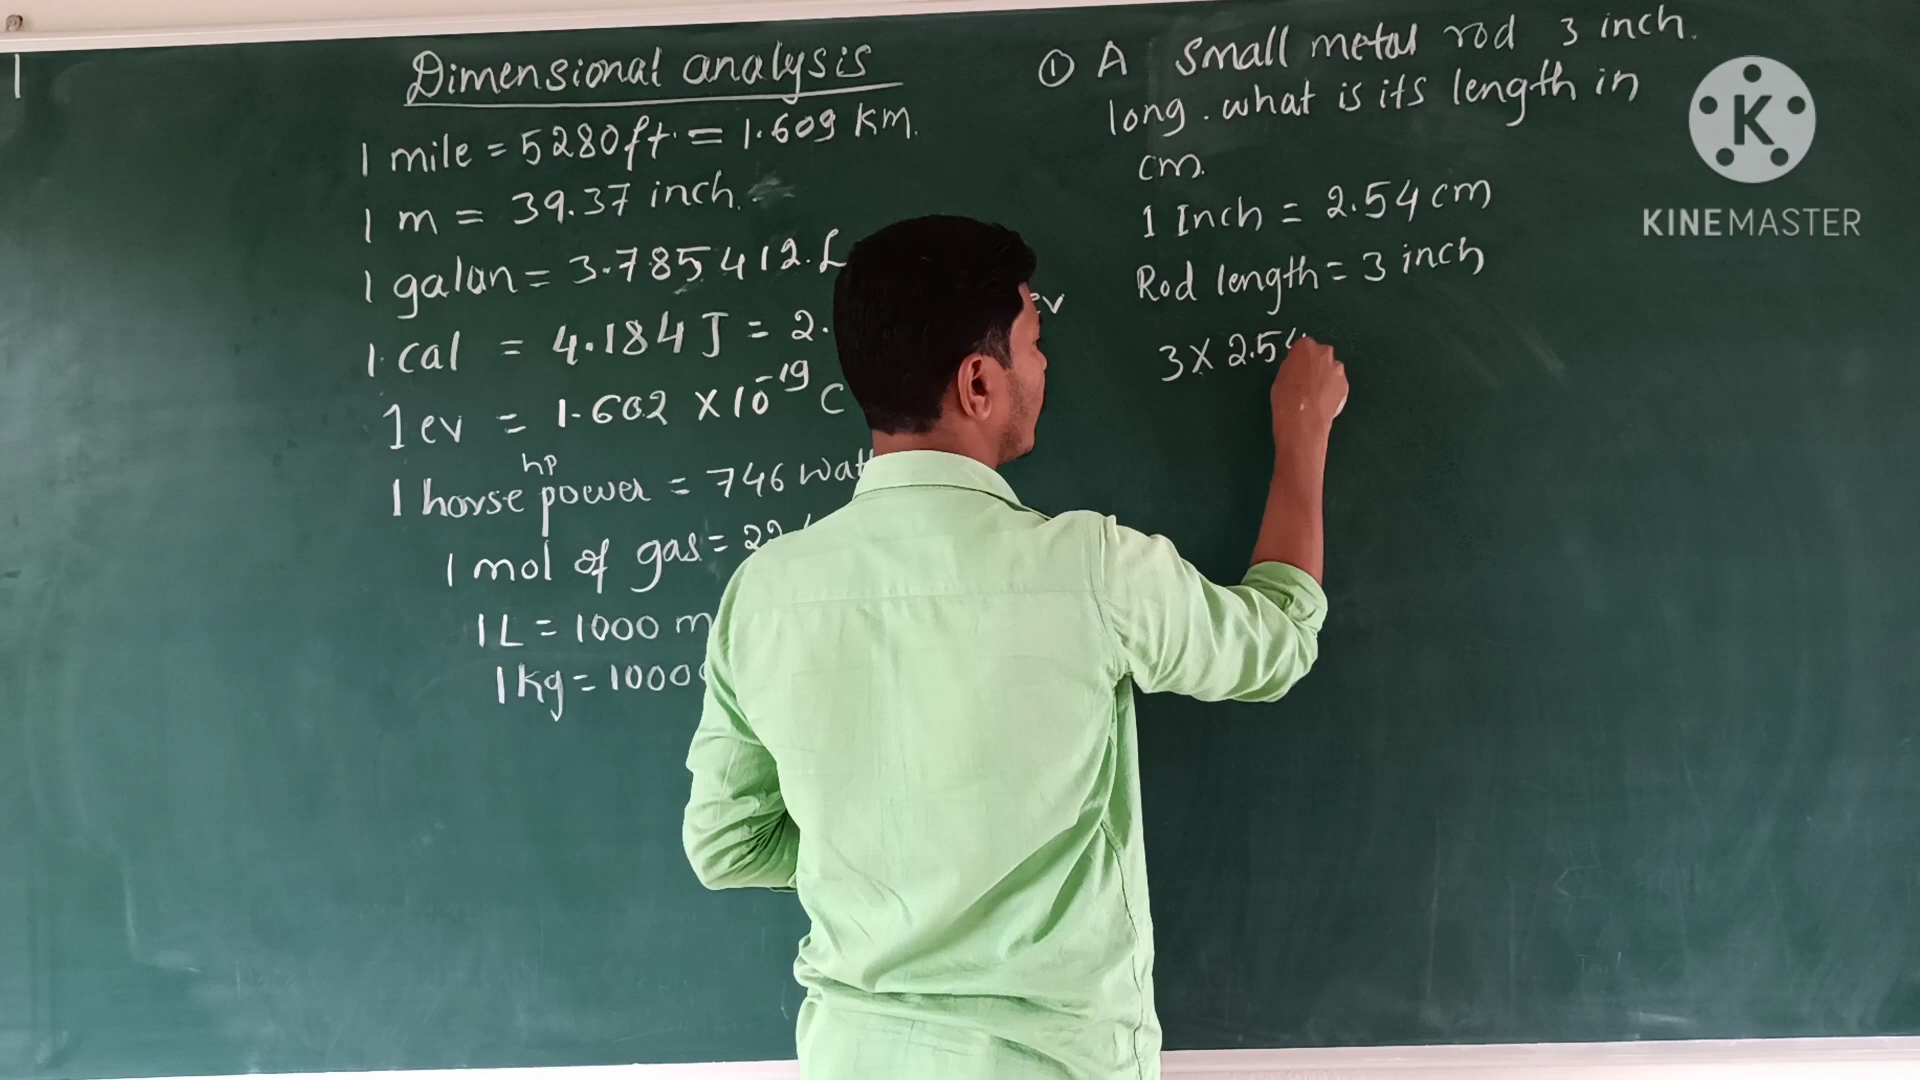 Dimensional analysis
1 mile = 5280ft. = 1.609 Km.
1 m = 39.37 inch.
1 galan = 3.785412.L
1 cal = 4.184 J = 2.
ev
1 ev = 1.602 X 10⁻¹⁹ C
hp
1 horse power = 746 wat
1 mol of gas = 22
1 L = 1000 m
1 Kg = 1000
① A small metal rod 3 inch.
long. what is its length in
cm.
1 Inch = 2.54 cm
Rod length = 3 inch
3 X 2.54
K
KINEMASTER